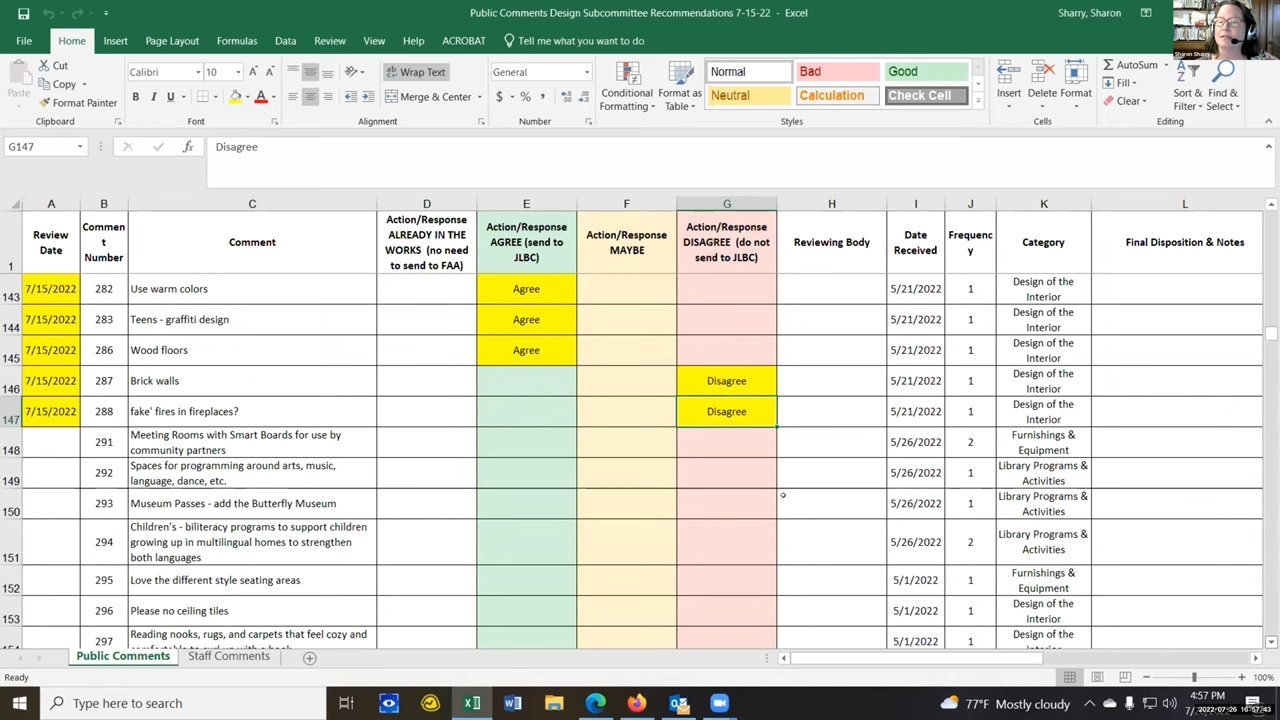 Public Comments Design Subcommittee Recommendations 7-15-22 - Excel
Sharry, Sharon
File Home Insert Page Layout Formulas Data Review View Help ACROBAT Tell me what you want to do
Sharon Sharry
Cut
Copy
Format Painter
Paste
Clipboard
Calibri 10
B I U
Font
Wrap Text
Merge & Center
Alignment
General
$ % ,
Number
Conditional Formatting
Format as Table
Normal Bad Good
Neutral Calculation Check Cell
Styles
Insert Delete Format
Cells
AutoSum
Fill
Clear
Sort & Filter
Find & Select
Editing
G147 fx Disagree
A B C D E F G H I J K L
1 Review Date
Commen t Number
Comment
Action/Response ALREADY IN THE WORKS (no need to send to FAA)
Action/Response AGREE (send to JLBC)
Action/Response MAYBE
Action/Response DISAGREE (do not send to JLBC)
Reviewing Body
Date Received
Frequenc y
Category
Final Disposition & Notes
143 7/15/2022 282 Use warm colors Agree 5/21/2022 1 Design of the Interior
144 7/15/2022 283 Teens - graffiti design Agree 5/21/2022 1 Design of the Interior
145 7/15/2022 286 Wood floors Agree 5/21/2022 1 Design of the Interior
146 7/15/2022 287 Brick walls Disagree 5/21/2022 1 Design of the Interior
147 7/15/2022 288 fake' fires in fireplaces? Disagree 5/21/2022 1 Design of the Interior
148 291 Meeting Rooms with Smart Boards for use by community partners 5/26/2022 2 Furnishings & Equipment
149 292 Spaces for programming around arts, music, language, dance, etc. 5/26/2022 1 Library Programs & Activities
150 293 Museum Passes - add the Butterfly Museum 5/26/2022 1 Library Programs & Activities
151 294 Children's - biliteracy programs to support children growing up in multilingual homes to strengthen both languages 5/26/2022 2 Library Programs & Activities
152 295 Love the different style seating areas 5/1/2022 1 Furnishings & Equipment
153 296 Please no ceiling tiles 5/1/2022 1 Design of the Interior
297 Reading nooks, rugs, and carpets that feel cozy and 5/1/2022 1 Design of the
Public Comments Staff Comments
Ready
100%
Type here to search
77°F Mostly cloudy
4:57 PM
2022-07-26 16:57:43